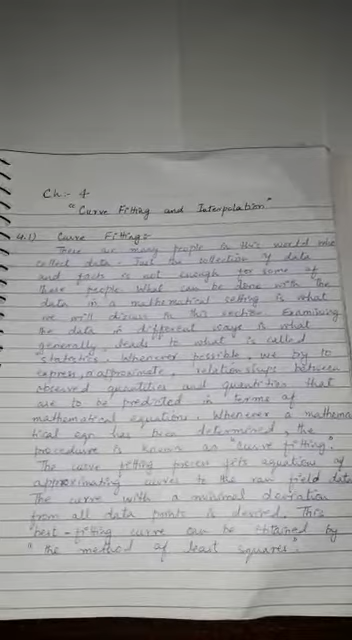 Ch :- 4
"Curve Fitting and Interpolation"
4.1) Curve Fitting :-
There are many people in this world who
collect data. Just the collection of data
and facts is not enough for some of
these people. What can be done with the
data in a mathematical setting is what
we will discuss in this section. Examining
the data in different ways is what
generally leads to what is called
statistics. Whenever possible, we try to
express, or approximate, relationships between
observed quantities and quantities that
are to be predicted in terms of
mathematical equations. Whenever a mathema
tical eqn has been determined, the
procedure is known as "curve fitting".
The curve fitting process fits equation of
approximating curves to the raw field data.
The curve with a minimal deviation
from all data points is desired. This
best-fitting curve can be obtained by
"the method of least squares".